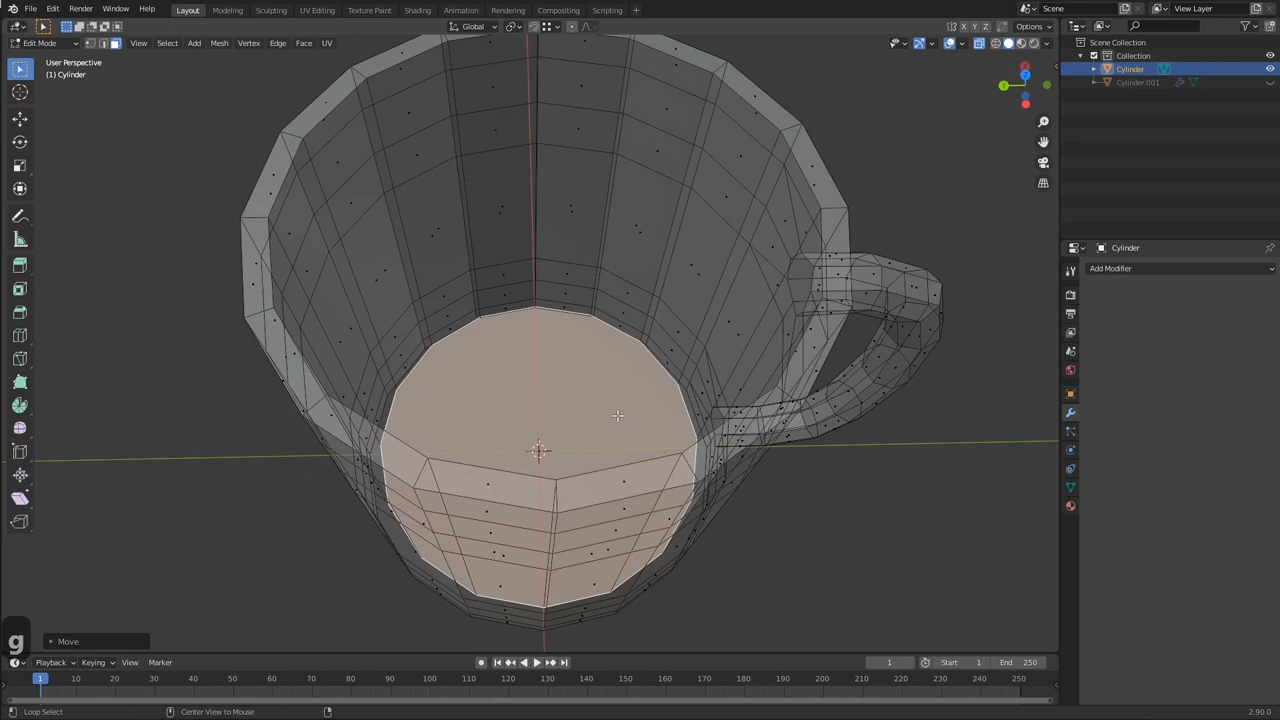 File Edit Render Window Help Layout Modeling Sculpting UV Editing Texture Paint Shading Animation Rendering Compositing Scripting + Scene View Layer
Global Options
Edit Mode View Select Add Mesh Vertex Edge Face UV
X Y Z
User Perspective
(1) Cylinder
Scene Collection
Collection
Cylinder
Cylinder.001
X
Z
Y
Cylinder
Add Modifier
g
Move
Playback Keying View Marker 1 Start 1 End 250
1 10 20 30 40 50 60 70 80 90 100 110 120 130 140 150 160 170 180 190 200 210 220 230 240 250
Loop Select Center View to Mouse 2.90.0